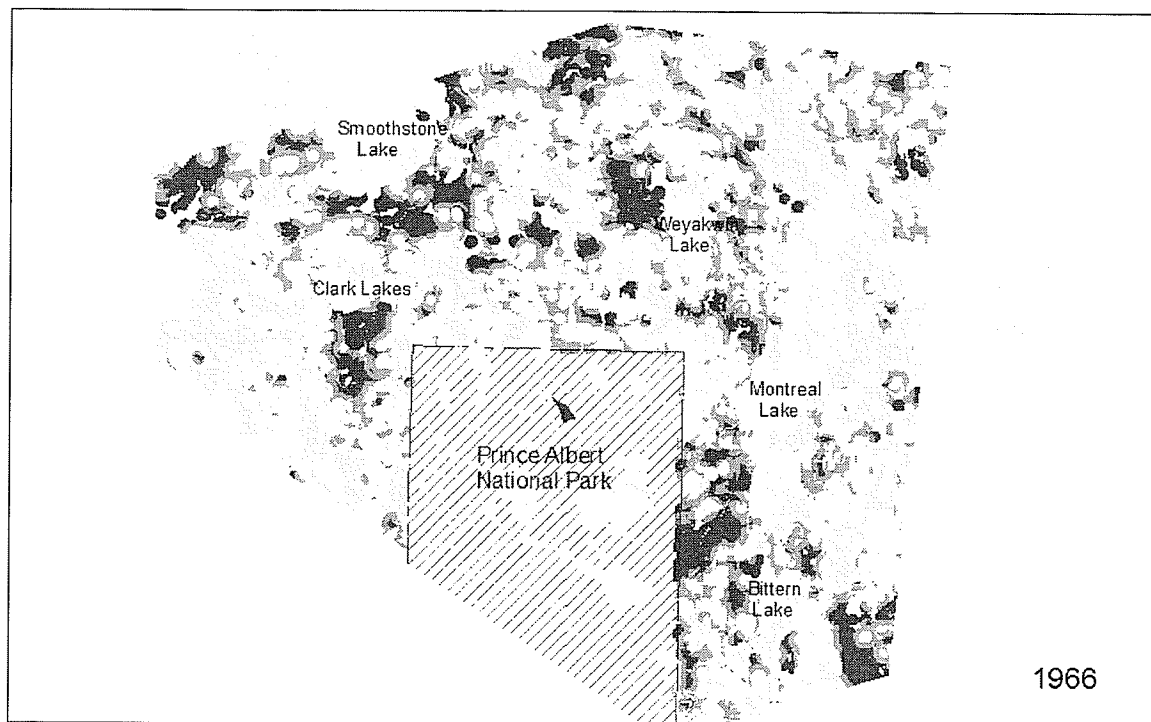 Smoothstone
Lake
Weyakwin
Lake
Clark Lakes
Montreal
Lake
Prince Albert
National Park
Bittern
Lake
1966